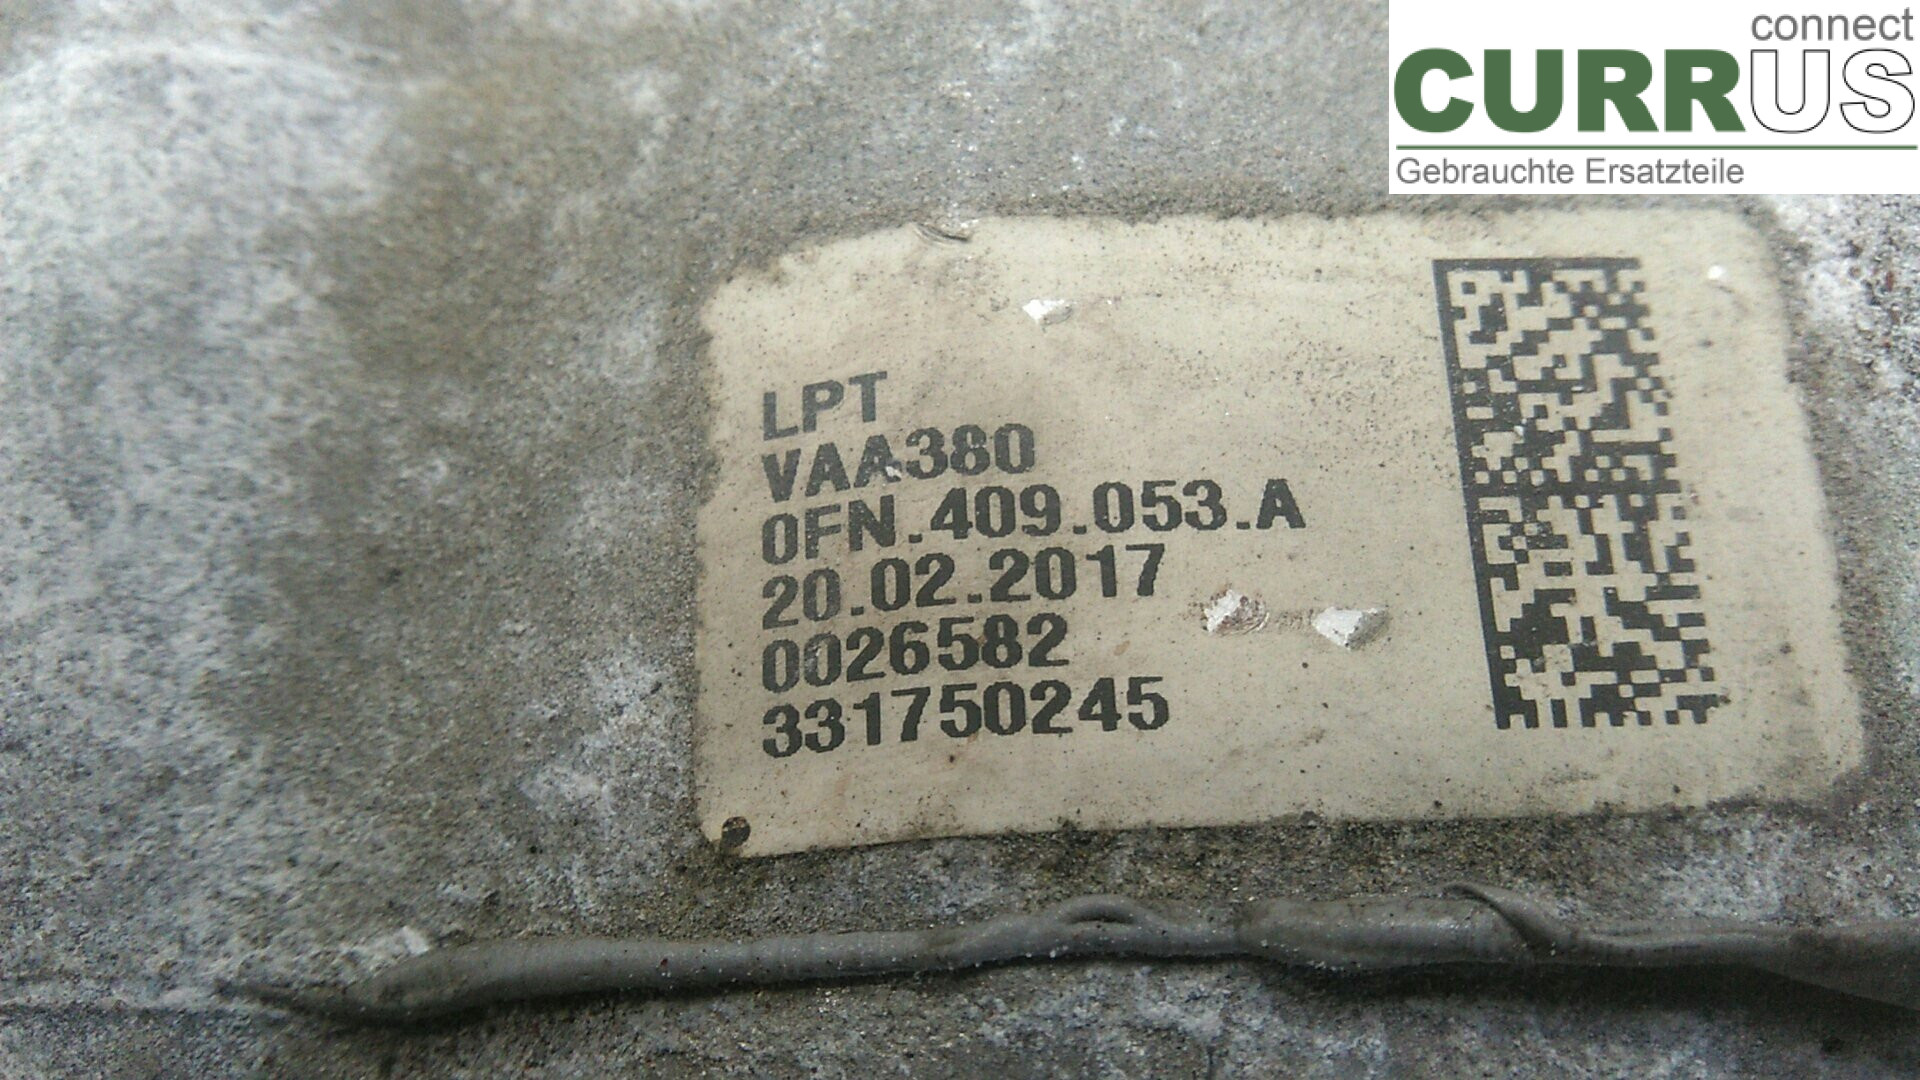 connect
CURRUS
Gebrauchte Ersatzteile
LPT
VAA380
0FN.409.053.A
20.02.2017
0026582
331750245